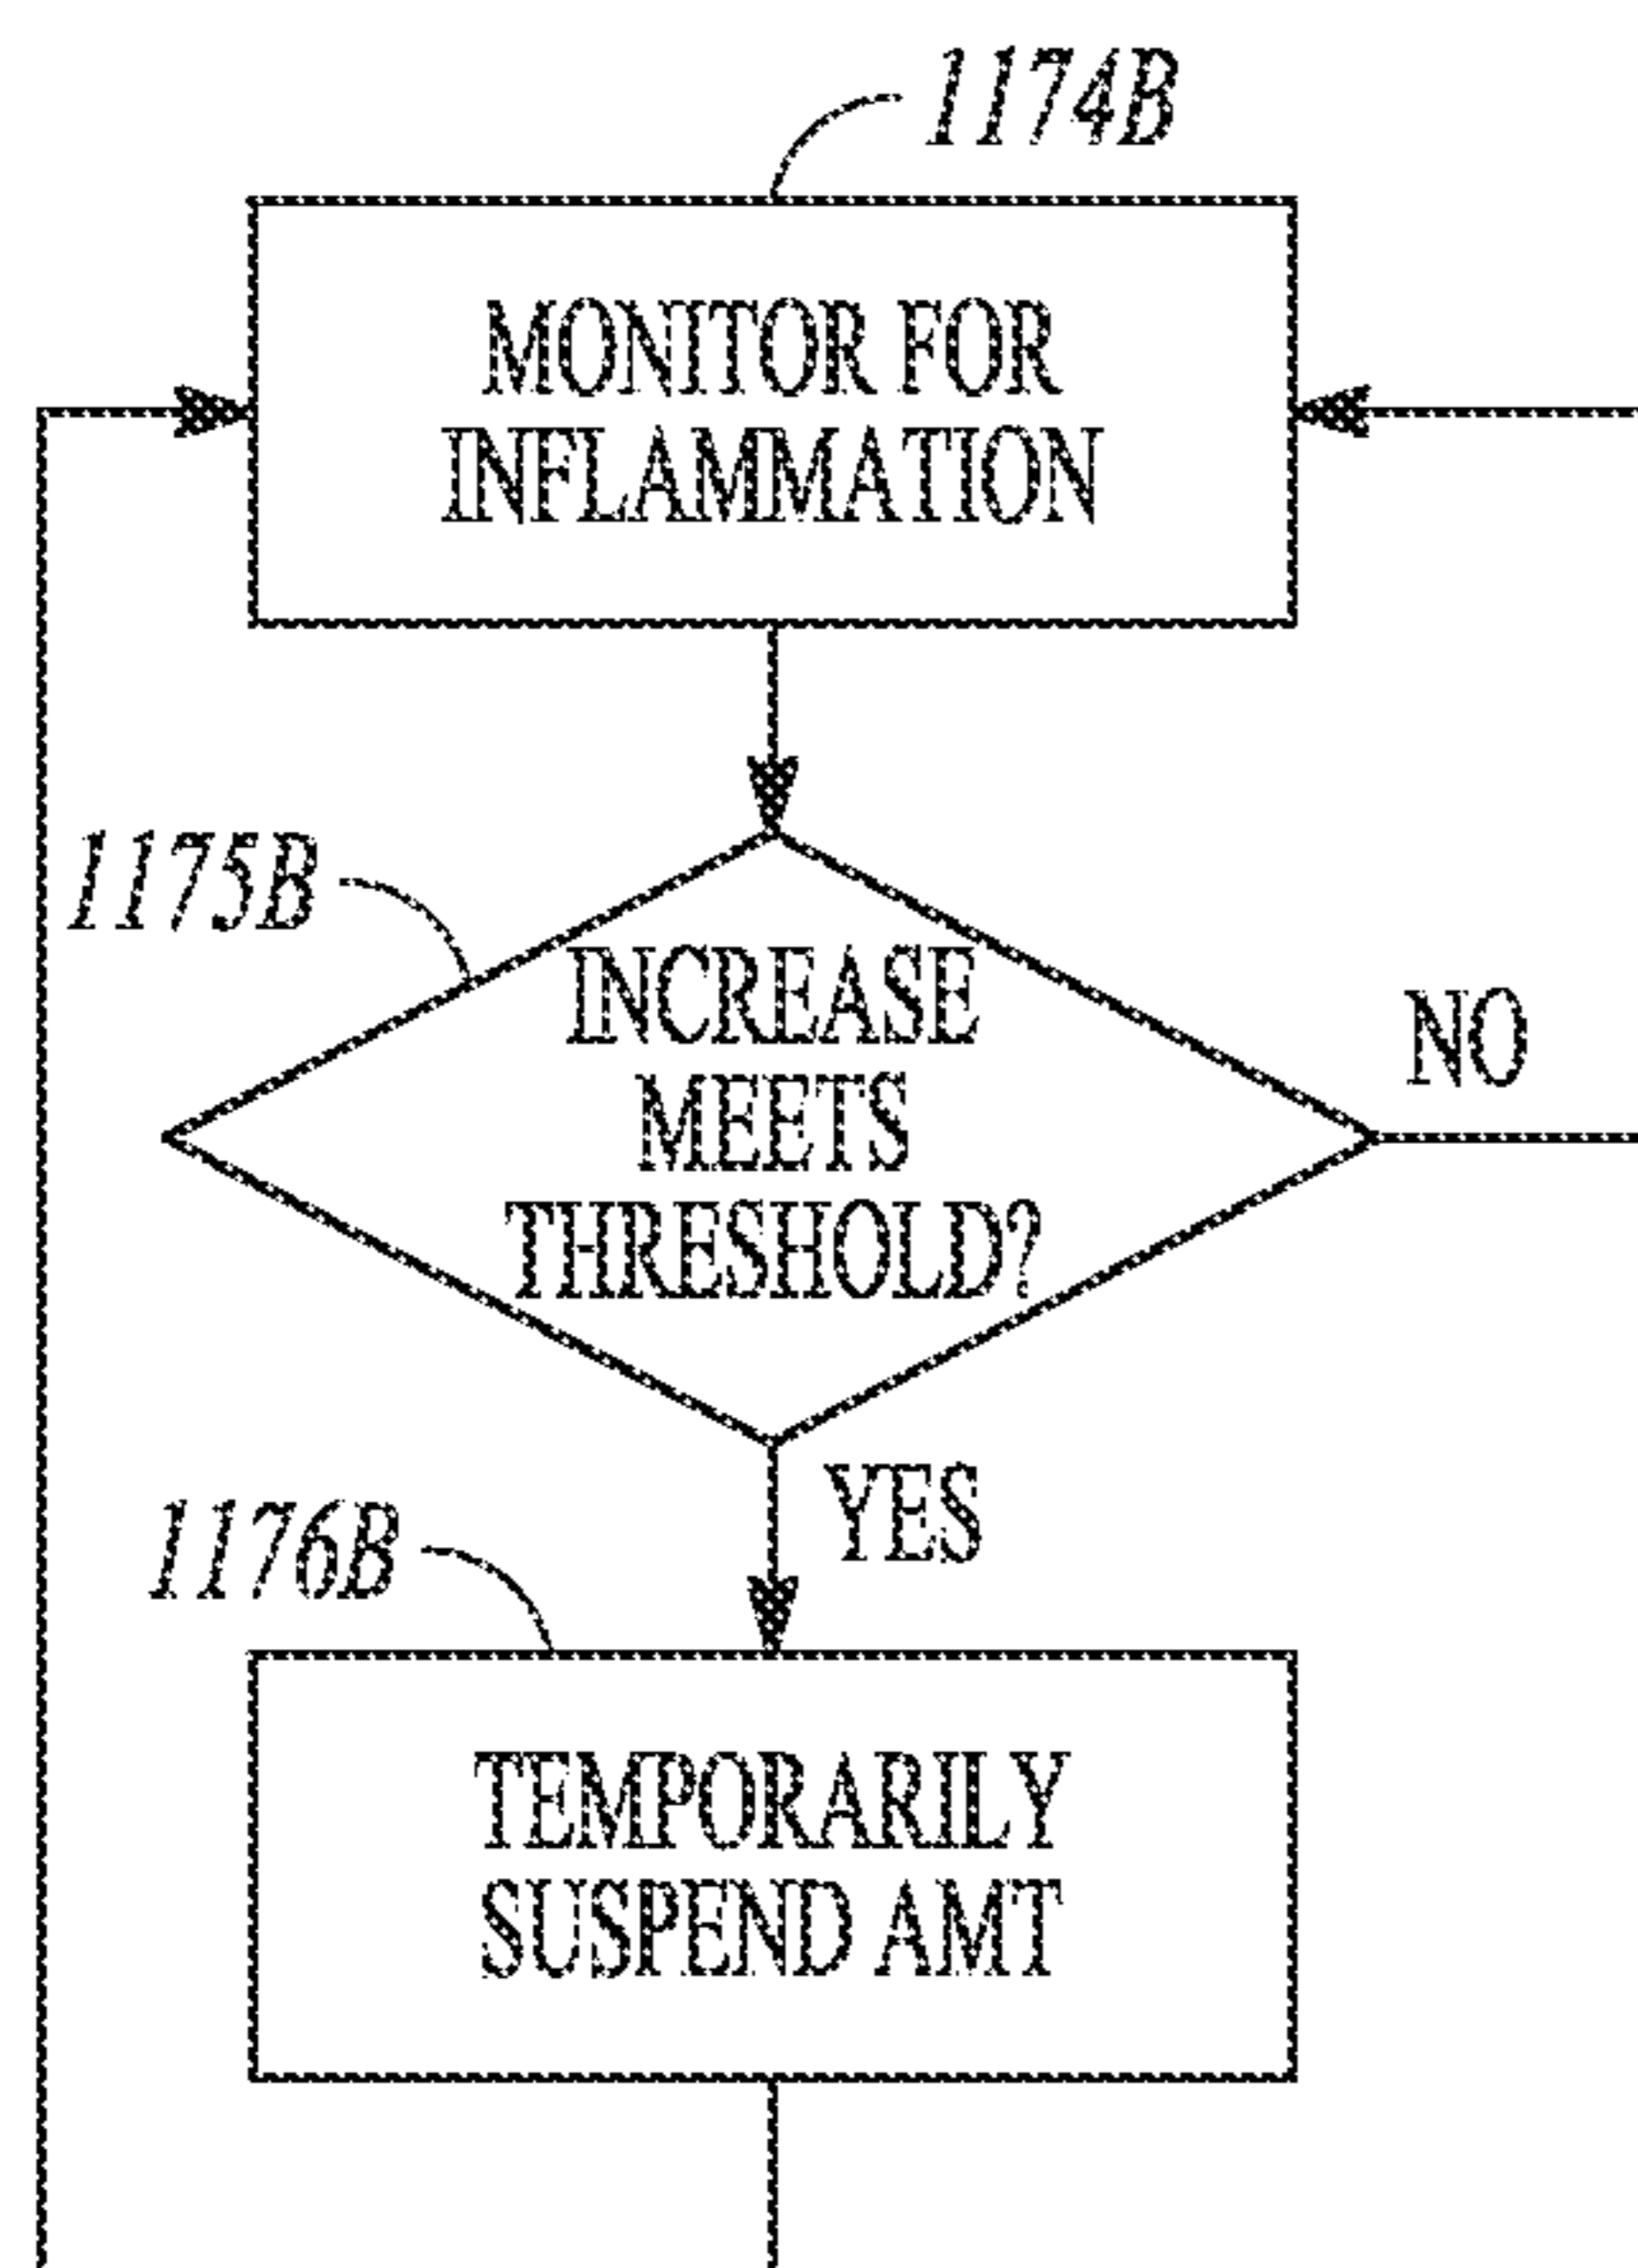 1174B
MONITOR FOR
INFLAMMATION
1175B
INCREASE
MEETS
THRESHOLD?
NO
YES
1176B
TEMPORARILY
SUSPEND AMT